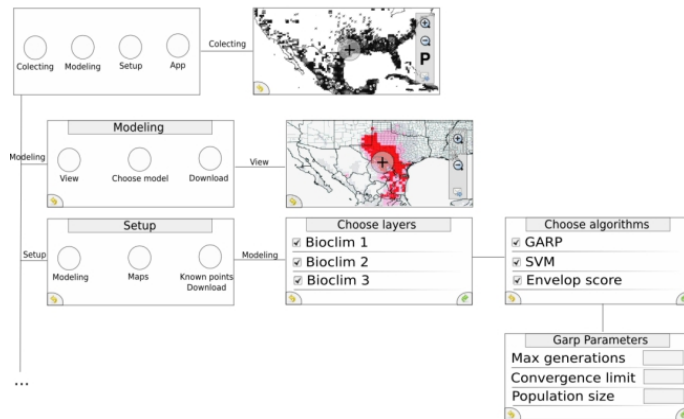 Colecting
Modeling
Setup
App
Colecting
P
Modeling
Modeling
View
Choose model
Download
View
Setup
Setup
Modeling
Maps
Known points
Download
Modeling
Choose layers
Bioclim 1
Bioclim 2
Bioclim 3
Choose algorithms
GARP
SVM
Envelop score
Garp Parameters
Max generations
Convergence limit
Population size
...